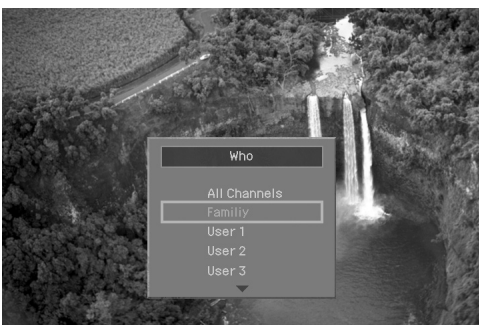 Who
All Channels
Familiy
User 1
User 2
User 3